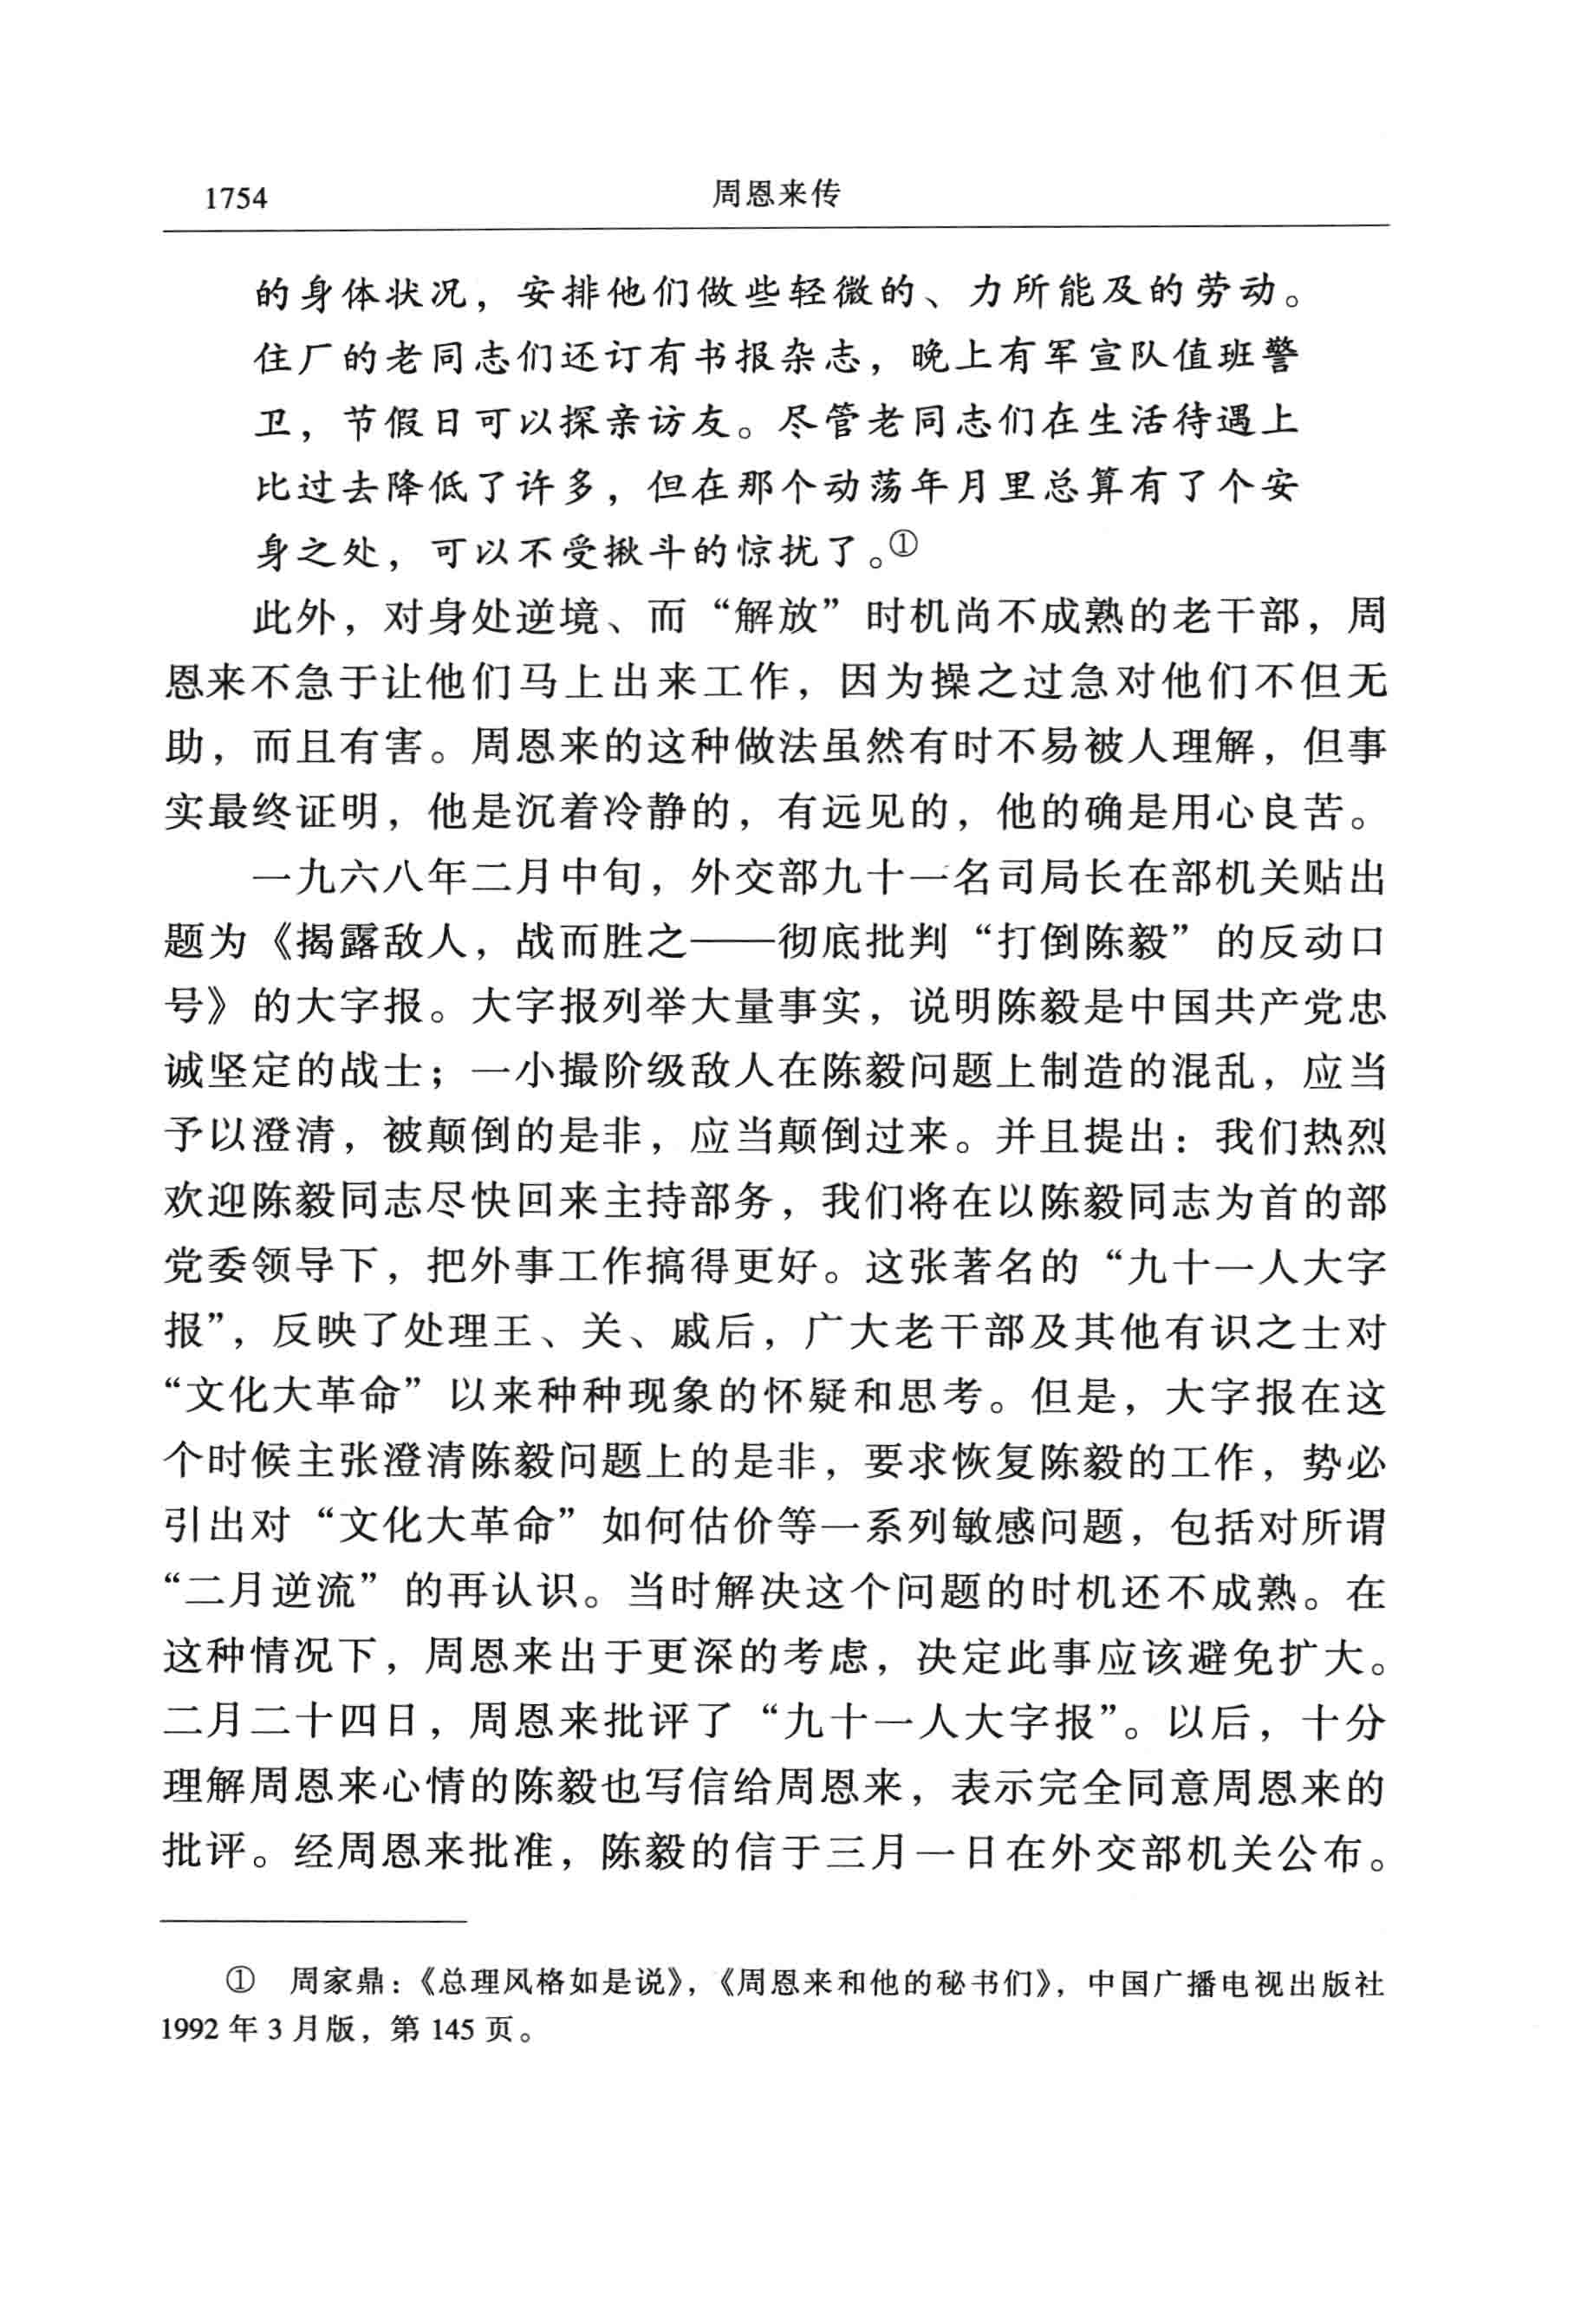 1754
周恩来传
的身体状况，安排他们做些轻微的、力所能及的劳动。
住厂的老同志们还订有书报杂志，晚上有军宣队值班警
卫，节假日可以探亲访友。尽管老同志们在生活待遇上
比过去降低了许多，但在那个动荡年月里总算有了个安
身之处，可以不受揪斗的惊扰了。①
此外，对身处逆境、而“解放”时机尚不成熟的老干部，周
恩来不急于让他们马上出来工作，因为操之过急对他们不但无
助，而且有害。周恩来的这种做法虽然有时不易被人理解，但事
实最终证明，他是沉着冷静的，有远见的，他的确是用心良苦。
一九六八年二月中旬，外交部九十一名司局长在部机关贴出
题为《揭露敌人，战而胜之——彻底批判“打倒陈毅”的反动口
号》的大字报。大字报列举大量事实，说明陈毅是中国共产党忠
诚坚定的战士；一小撮阶级敌人在陈毅问题上制造的混乱，应当
予以澄清，被颠倒的是非，应当颠倒过来。并且提出：我们热烈
欢迎陈毅同志尽快回来主持部务，我们将在以陈毅同志为首的部
党委领导下，把外事工作搞得更好。这张著名的“九十一人大字
报”，反映了处理王、关、戚后，广大老干部及其他有识之士对
“文化大革命”以来种种现象的怀疑和思考。但是，大字报在这
个时候主张澄清陈毅问题上的是非，要求恢复陈毅的工作，势必
引出对“文化大革命”如何估价等一系列敏感问题，包括对所谓
“二月逆流”的再认识。当时解决这个问题的时机还不成熟。在
这种情况下，周恩来出于更深的考虑，决定此事应该避免扩大。
二月二十四日，周恩来批评了“九十一人大字报”。以后，十分
理解周恩来心情的陈毅也写信给周恩来，表示完全同意周恩来的
批评。经周恩来批准，陈毅的信于三月一日在外交部机关公布。
① 周家鼎：《总理风格如是说》，《周恩来和他的秘书们》，中国广播电视出版社
1992 年 3 月版，第 145 页。